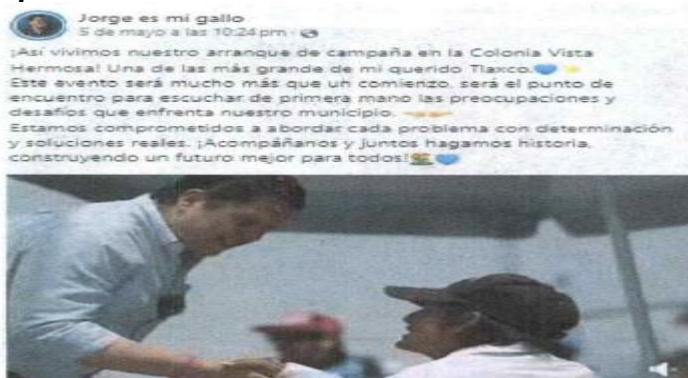 Jorge es mi gallo
5 de mayo a las 10:24 pm ·
¡Así vivimos nuestro arranque de campaña en la Colonia Vista
Hermosa! Una de las más grande de mi querido Tlaxco.💙⭐
Este evento será mucho más que un comienzo, será el punto de
encuentro para escuchar de primera mano las preocupaciones y
desafíos que enfrenta nuestro municipio.
Estamos comprometidos a abordar cada problema con determinación
y soluciones reales. ¡Acompáñanos y juntos hagamos historia,
construyendo un futuro mejor para todos!